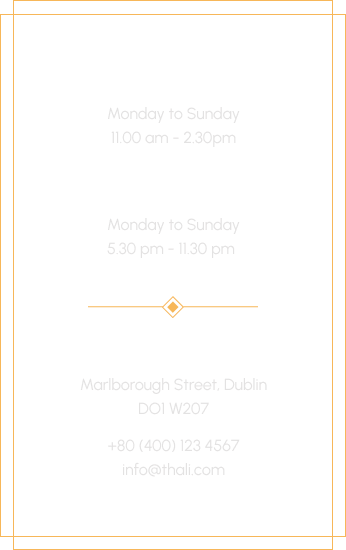 Monday to Sunday
11.00 am - 2.30pm
Monday to Sunday
5.30 pm - 11.30 pm
Marlborough Street, Dublin
DO1 W207
+80 (400) 123 4567
info@thali.com